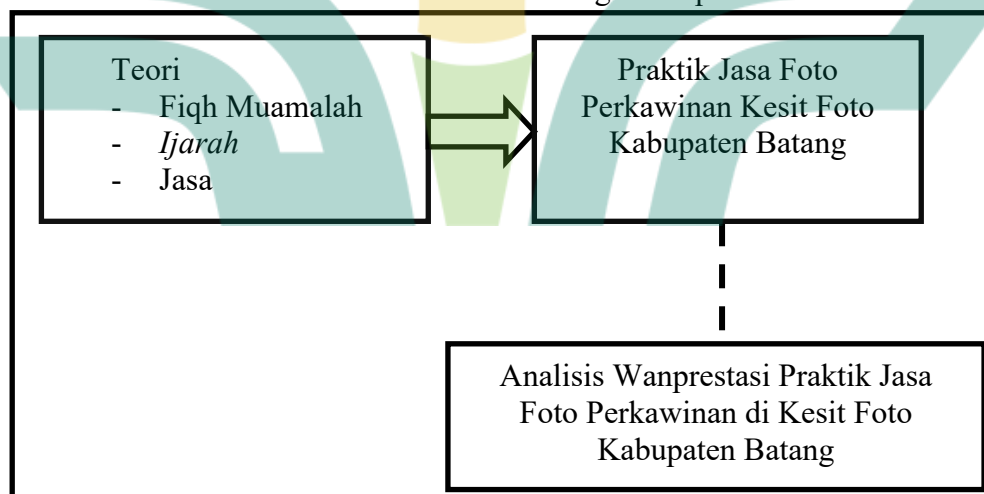 Teori
- Fiqh Muamalah
- Ijarah
- Jasa
Praktik Jasa Foto
Perkawinan Kesit Foto
Kabupaten Batang
Analisis Wanprestasi Praktik Jasa
Foto Perkawinan di Kesit Foto
Kabupaten Batang